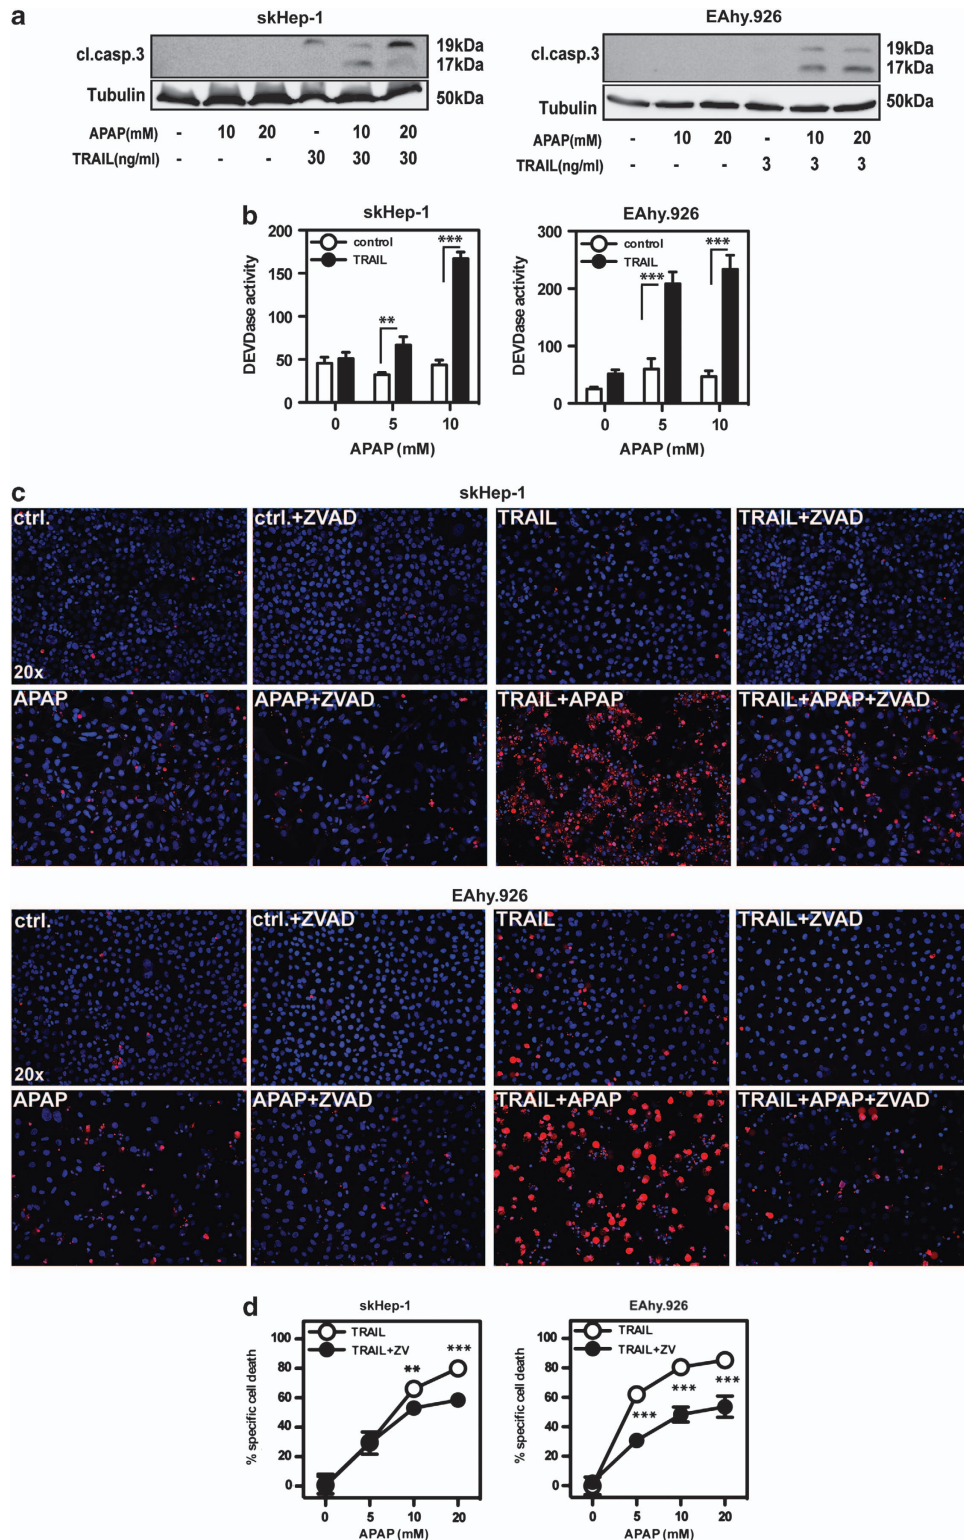 a
skHep-1
cl.casp.3
19kDa
17kDa
Tubulin
50kDa
APAP(mM) - 10 20 - 10 20
TRAIL(ng/ml) - - - 30 30 30
EAhy.926
cl.casp.3
19kDa
17kDa
Tubulin
50kDa
APAP(mM) - 10 20 - 10 20
TRAIL(ng/ml) - - - 3 3 3
b
skHep-1
200
150
100
50
0
DEVDase activity
control
TRAIL
**
***
0 5 10
APAP (mM)
EAhy.926
300
200
100
0
DEVDase activity
control
TRAIL
***
***
0 5 10
APAP (mM)
c
skHep-1
ctrl.
ctrl.+ZVAD
TRAIL
TRAIL+ZVAD
20x
APAP
APAP+ZVAD
TRAIL+APAP
TRAIL+APAP+ZVAD
EAhy.926
ctrl.
ctrl.+ZVAD
TRAIL
TRAIL+ZVAD
20x
APAP
APAP+ZVAD
TRAIL+APAP
TRAIL+APAP+ZVAD
d
skHep-1
100
80
60
40
20
0
% specific cell death
TRAIL
TRAIL+ZV
**
***
0 5 10 20
APAP (mM)
EAhy.926
100
80
60
40
20
0
% specific cell death
TRAIL
TRAIL+ZV
***
***
***
0 5 10 20
APAP (mM)